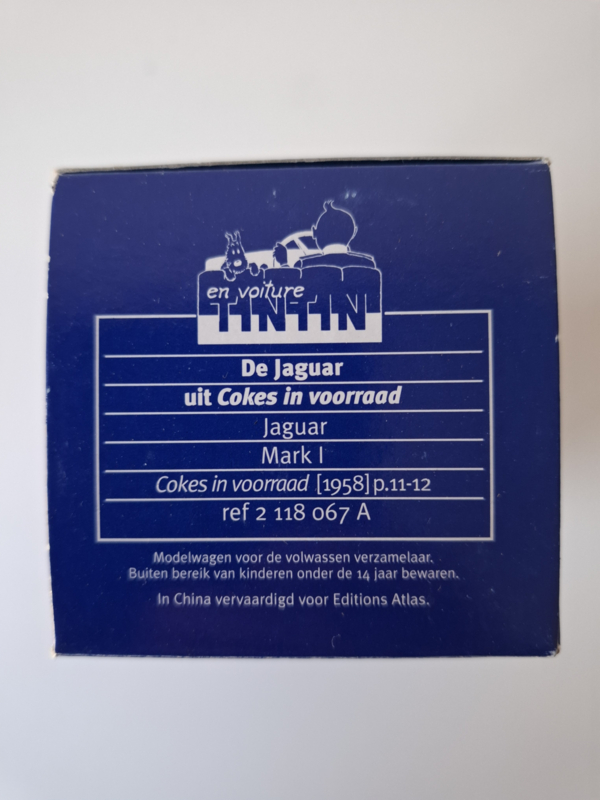 en voiture
TINTIN
De Jaguar
uit Cokes in voorraad
Jaguar
Mark I
Cokes in voorraad [1958] p.11-12
ref 2 118 067 A
Modelwagen voor de volwassen verzamelaar.
Buiten bereik van kinderen onder de 14 jaar bewaren.
In China vervaardigd voor Editions Atlas.